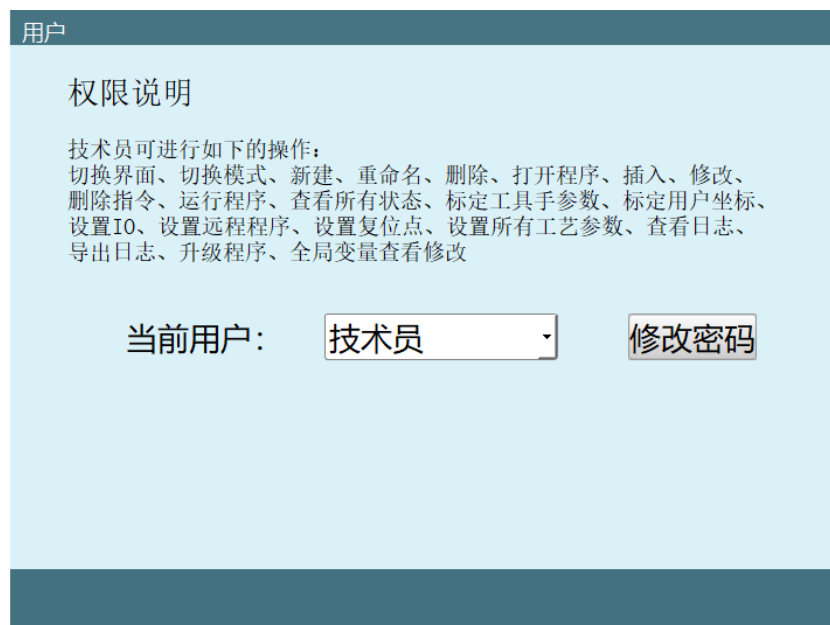 用户
权限说明
技术员可进行如下的操作：
切换界面、切换模式、新建、重命名、删除、打开程序、插入、修改、
删除指令、运行程序、查看所有状态、标定工具手参数、标定用户坐标、
设置IO、设置远程程序、设置复位点、设置所有工艺参数、查看日志、
导出日志、升级程序、全局变量查看修改
当前用户： 技术员 修改密码